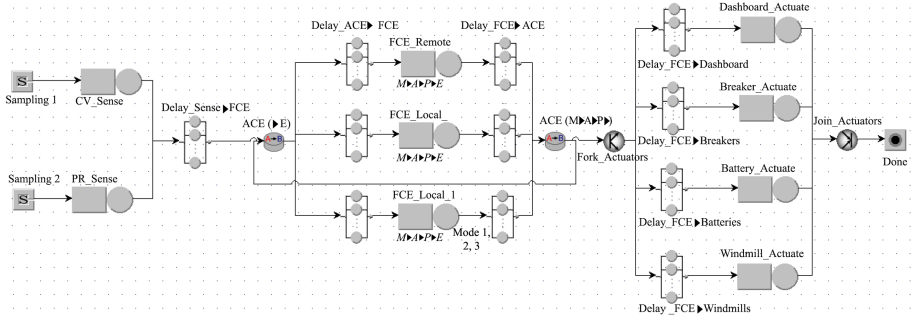 Sampling 1
CV_Sense
Sampling 2
PR_Sense
Delay_Sense▶FCE
ACE (▶E)
Delay_ACE▶ FCE
FCE_Remote
M▶A▶P▶E
Delay_FCE▶ACE
FCE_Local_
M▶A▶P▶E
FCE_Local_1
M▶A▶P▶E
Mode 1,
2, 3
ACE (M▶A▶P▶)
Fork_Actuators
Dashboard_Actuate
Delay_FCE▶Dashboard
Breaker_Actuate
Delay_FCE▶Breakers
Battery_Actuate
Delay_FCE▶Batteries
Windmill_Actuate
Delay_FCE▶Windmills
Join_Actuators
Done
S
S
A
B
A
B